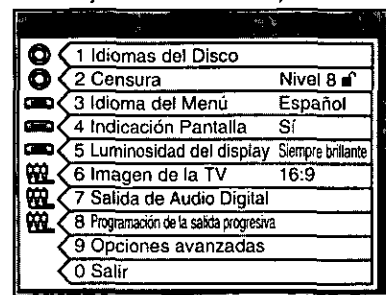 1 Idiomas del Disco
2 Censura Nivel 8
3 Idioma del Menú Español
4 Indicación Pantalla Sí
5 Luminosidad del display Siempre brillante
6 Imagen de la TV 16:9
7 Salida de Audio Digital
8 Programación de la salida progresiva
9 Opciones avanzadas
0 Salir